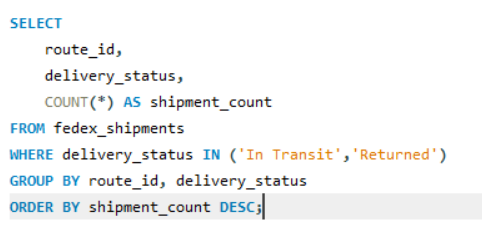 SELECT
    route_id,
    delivery_status,
    COUNT(*) AS shipment_count
FROM fedex_shipments
WHERE delivery_status IN ('In Transit','Returned')
GROUP BY route_id, delivery_status
ORDER BY shipment_count DESC;